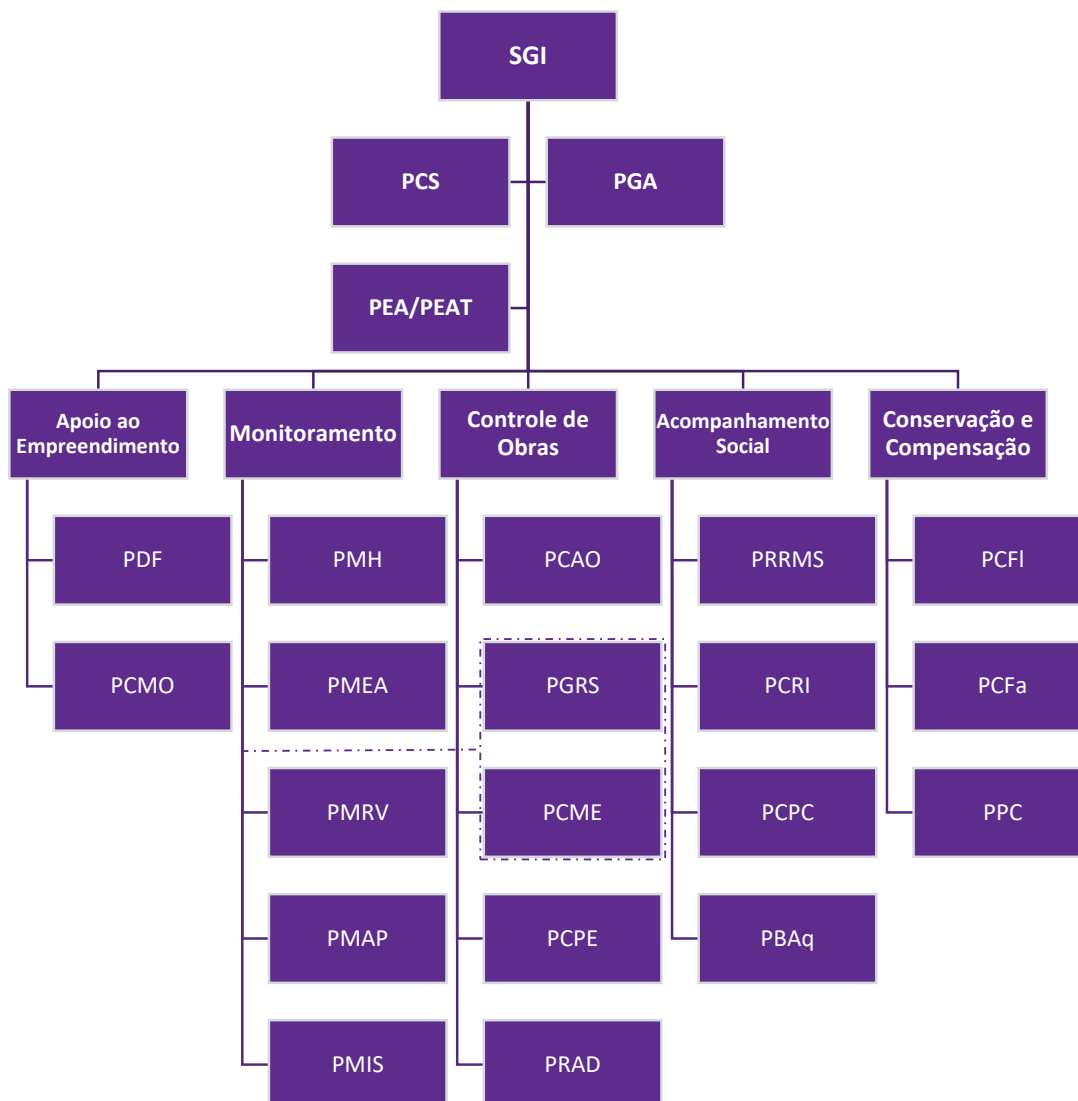 SGI
PCS
PGA
PEA/PEAT
Apoio ao
Empreendimento
Monitoramento
Controle de
Obras
Acompanhamento
Social
Conservação e
Compensação
PDF
PMH
PCAO
PRRMS
PCFl
PCMO
PMEA
PGRS
PCRI
PCFa
PMRV
PCME
PCPC
PPC
PMAP
PCPE
PBAq
PMIS
PRAD